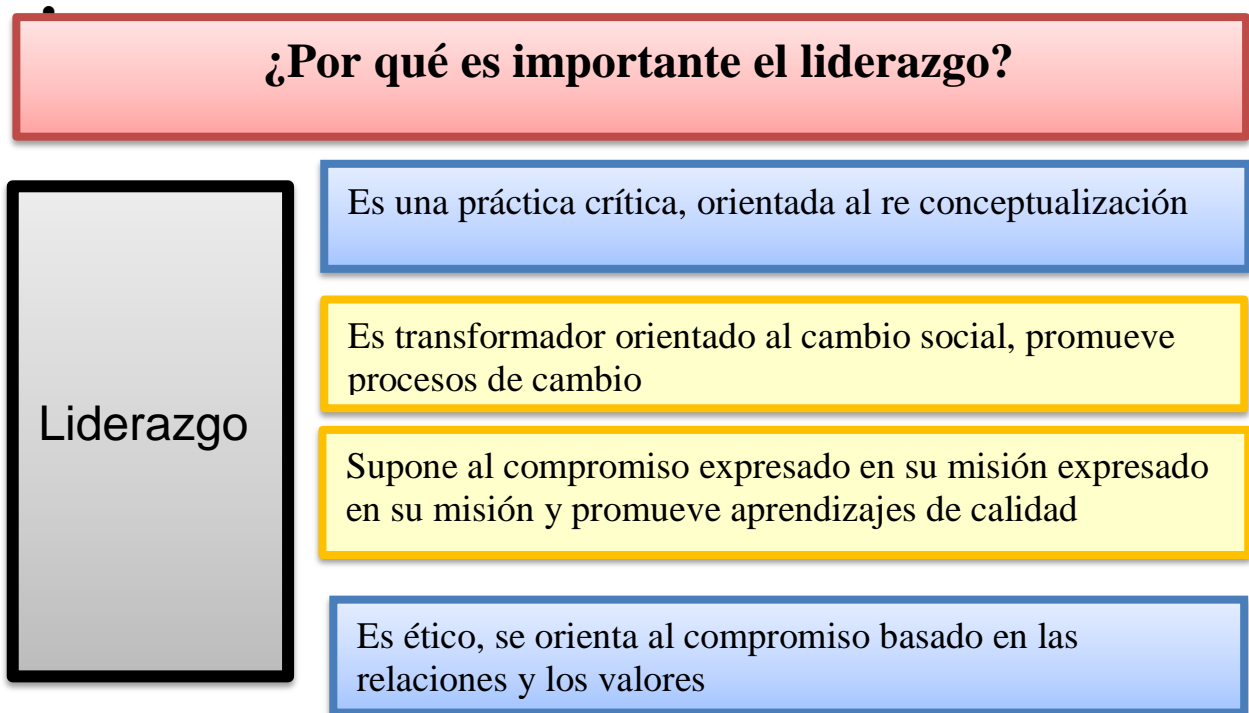 ¿Por qué es importante el liderazgo?
Liderazgo
Es una práctica crítica, orientada al re conceptualización
Es transformador orientado al cambio social, promueve
procesos de cambio
Supone al compromiso expresado en su misión expresado
en su misión y promueve aprendizajes de calidad
Es ético, se orienta al compromiso basado en las
relaciones y los valores